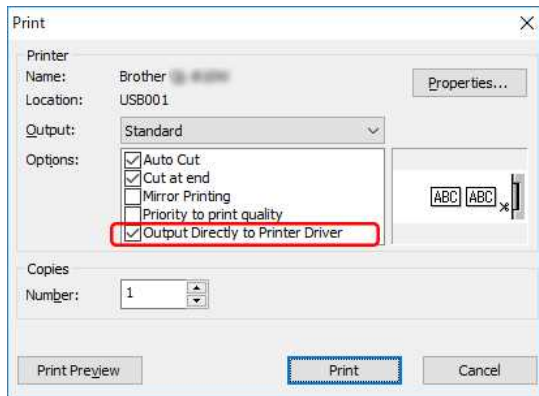 Print
Printer
Name: Brother
Properties...
Location: USB001
Output: Standard
Options:
Auto Cut
Cut at end
Mirror Printing
Priority to print quality
Output Directly to Printer Driver
ABC ABC
Copies
Number: 1
Print Preview Print Cancel